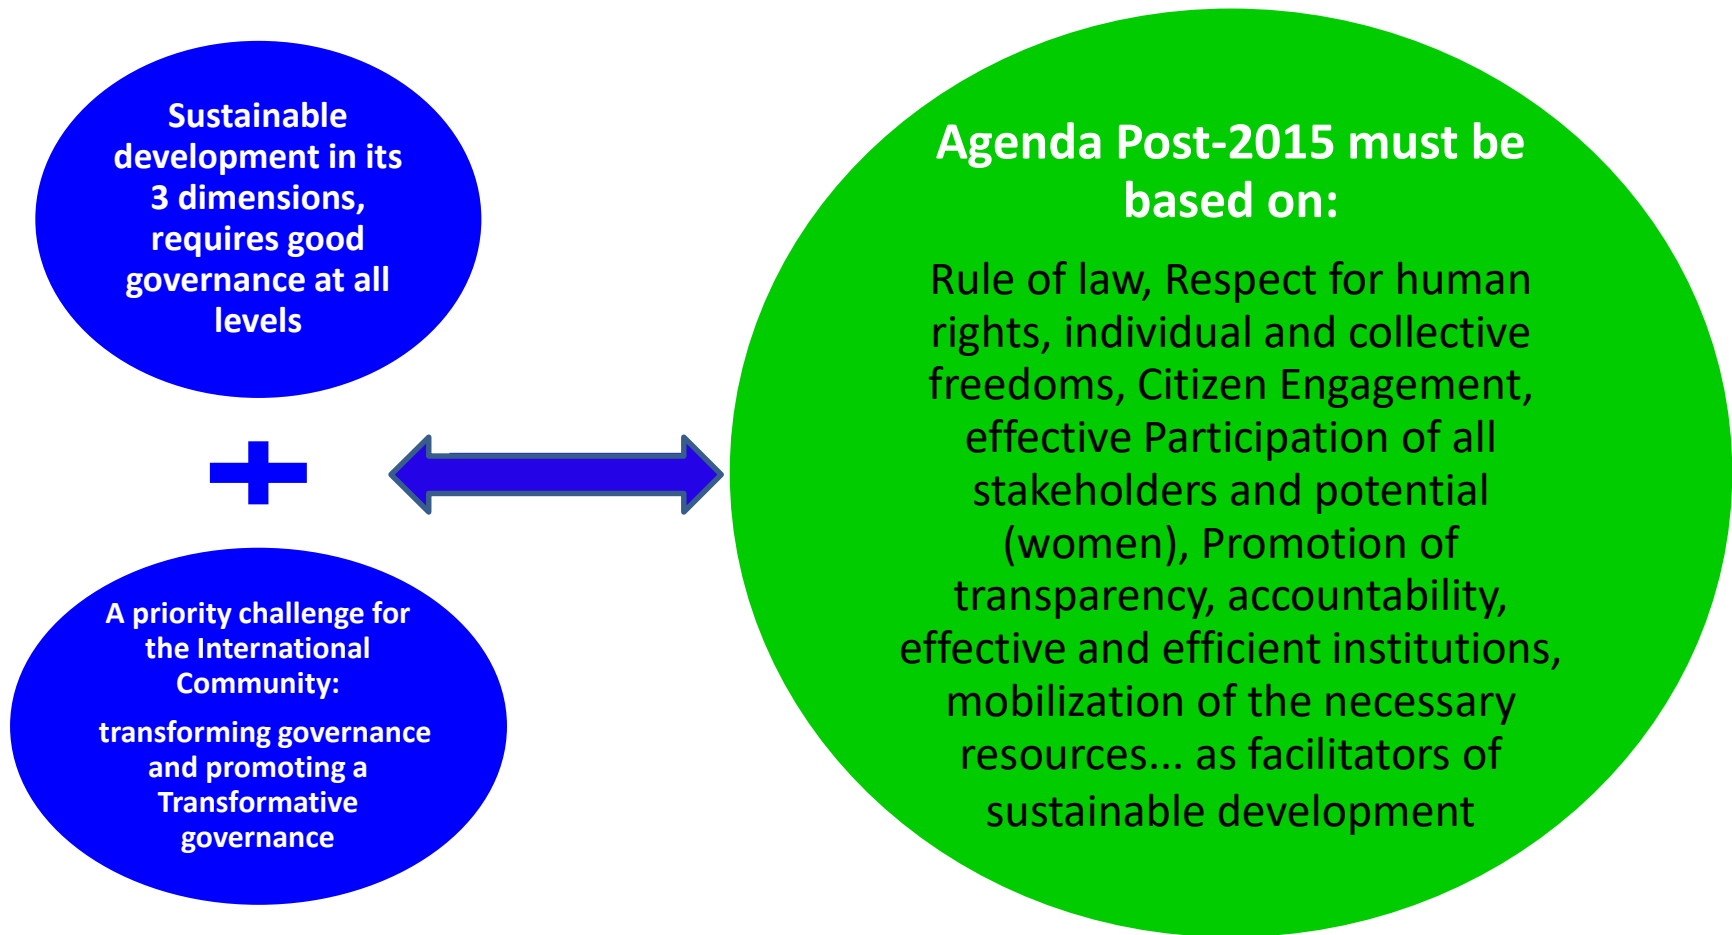 Sustainable
development in its
3 dimensions,
requires good
governance at all
levels
A priority challenge for
the International
Community:
transforming governance
and promoting a
Transformative
governance
Agenda Post-2015 must be
based on:
Rule of law, Respect for human
rights, individual and collective
freedoms, Citizen Engagement,
effective Participation of all
stakeholders and potential
(women), Promotion of
transparency, accountability,
effective and efficient institutions,
mobilization of the necessary
resources... as facilitators of
sustainable development